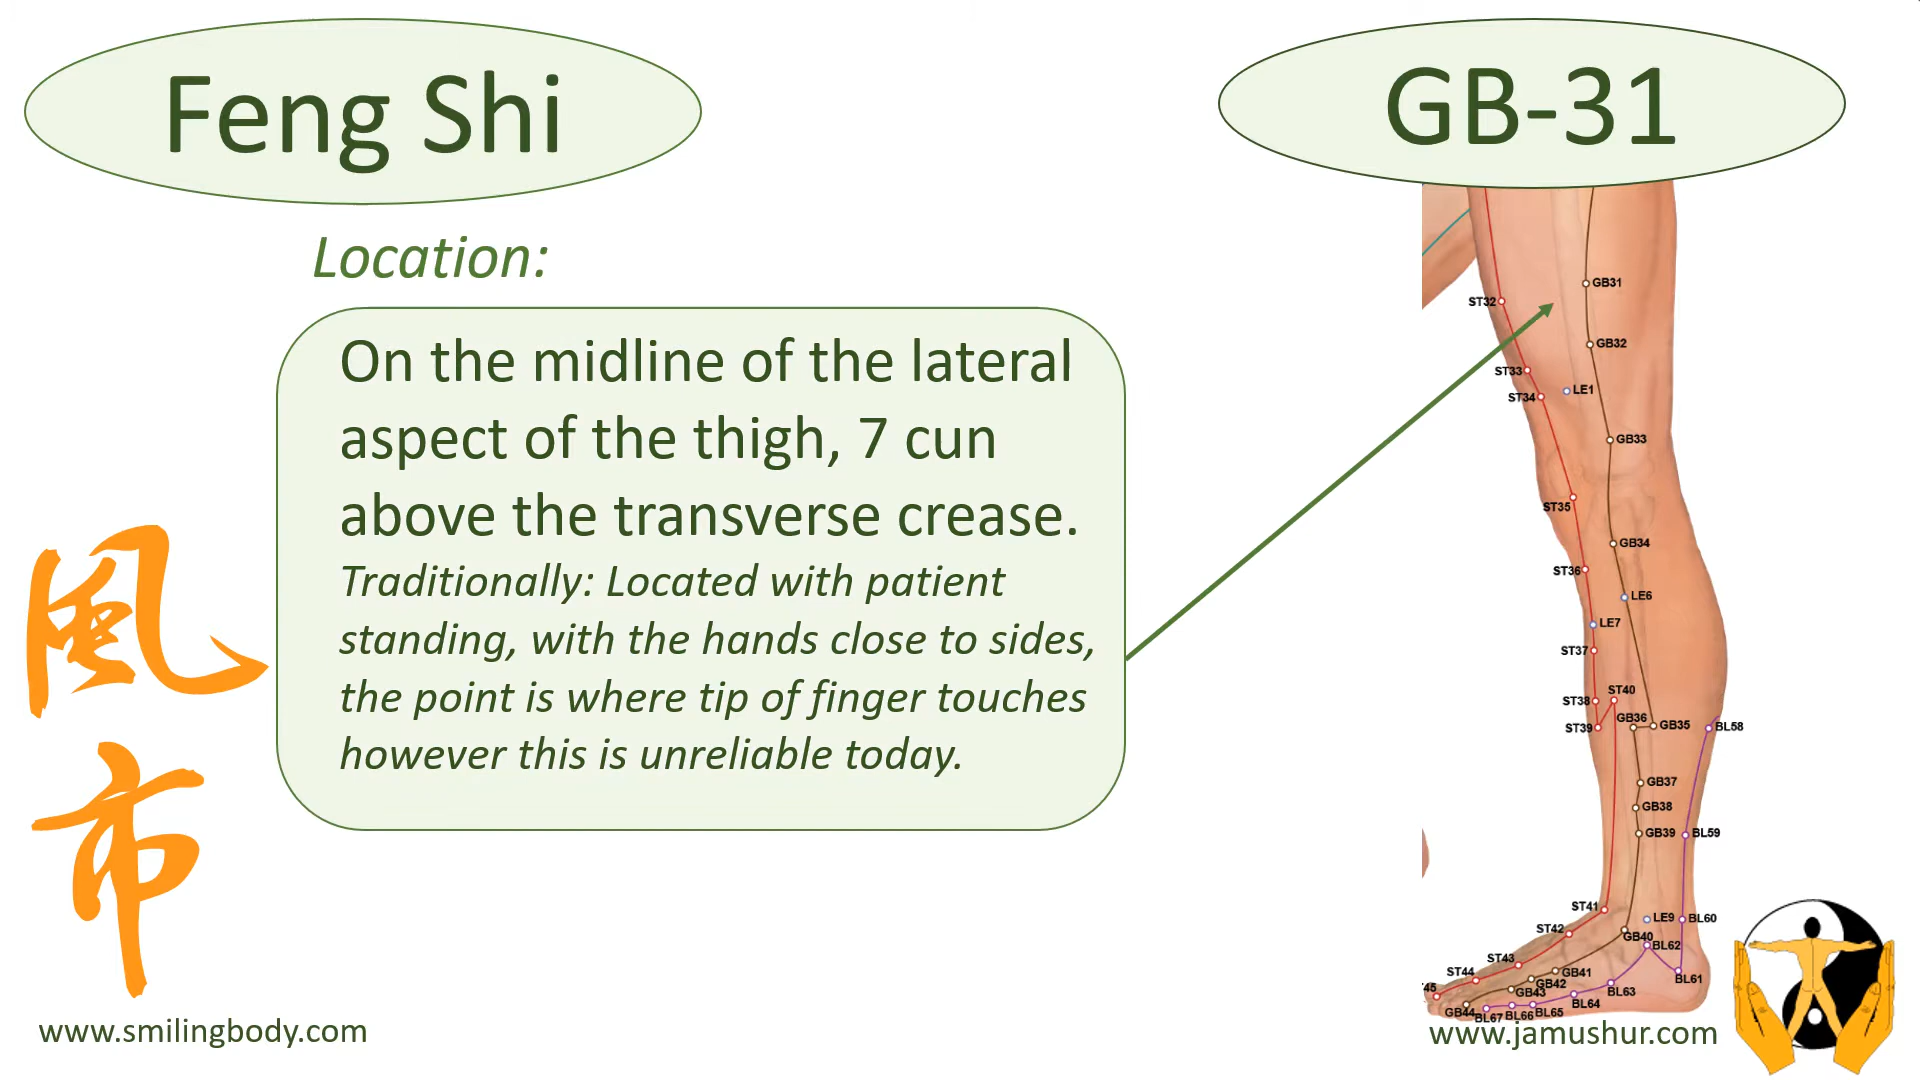 Feng Shi
GB-31
Location:
On the midline of the lateral
aspect of the thigh, 7 cun
above the transverse crease.
Traditionally: Located with patient
standing, with the hands close to sides,
the point is where tip of finger touches
however this is unreliable today.
風
市
GB31
ST32
GB32
ST33
LE1
ST34
GB33
ST35
GB34
ST36
LE6
LE7
ST37
ST40
ST38
GB36
GB35
ST39
BL58
GB37
GB38
GB39
BL59
ST41
LE9
BL60
ST42
GB40
BL62
ST43
GB41
ST44
BL61
GB42
45
GB43
BL63
BL64
GB44
BL67
BL66
BL65
www.smilingbody.com
www.jamushur.com